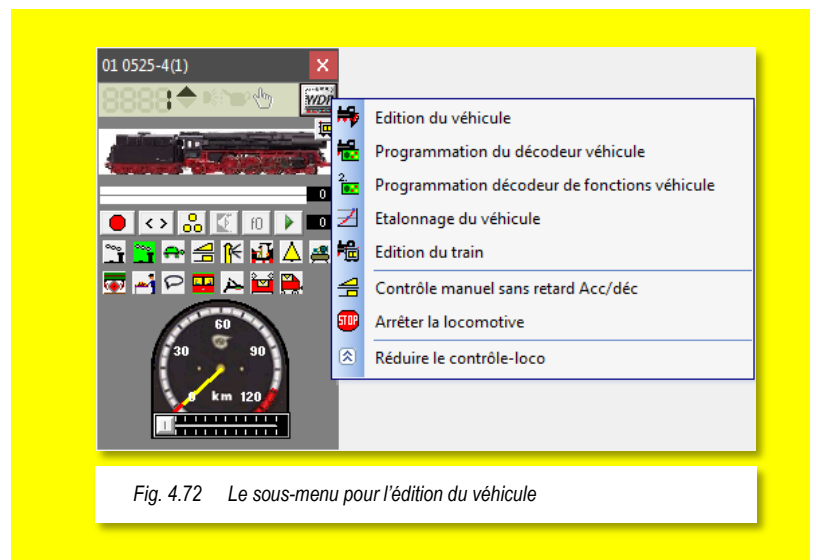 01 0525-4(1)
WDP
Edition du véhicule
Programmation du décodeur véhicule
2.
Programmation décodeur de fonctions véhicule
0
Etalonnage du véhicule
f0
0
Edition du train
Contrôle manuel sans retard Acc/déc
STOP
Arrêter la locomotive
Réduire le contrôle-loco
60
30
90
0 km 120
Fig. 4.72 Le sous-menu pour l'édition du véhicule